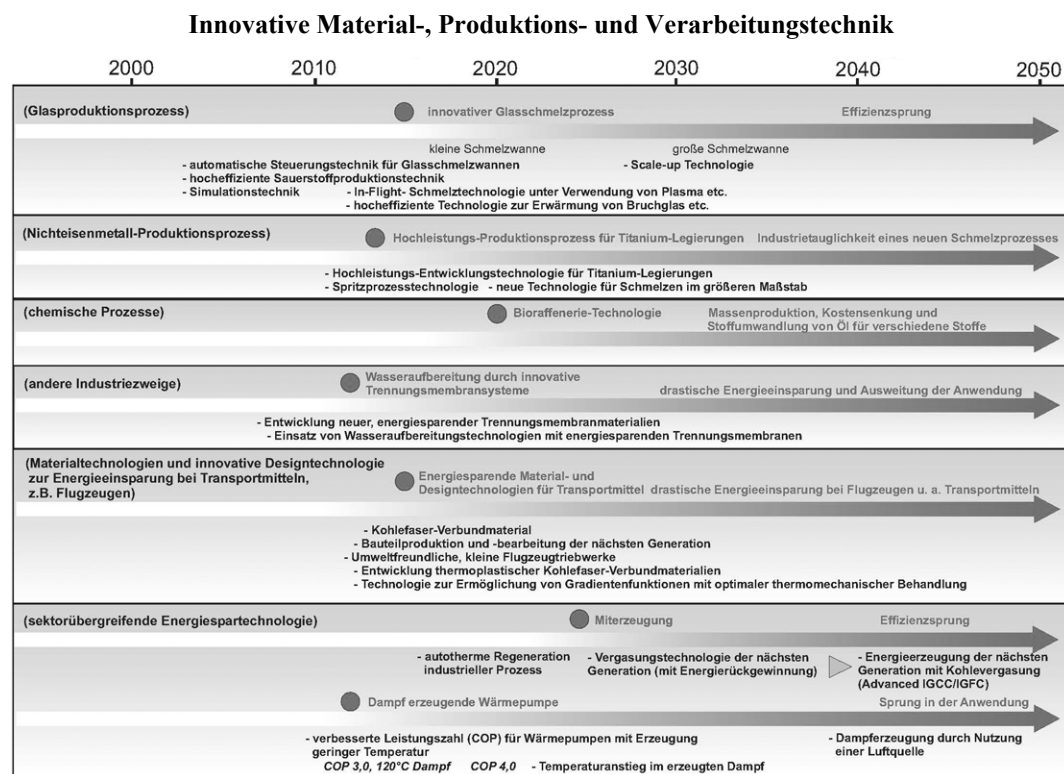 Innovative Material-, Produktions- und Verarbeitungstechnik
2000 2010 2020 2030 2040 2050
(Glasproduktionsprozess) innovativer Glasschmelzprozess Effizienzsprung
kleine Schmelzwanne große Schmelzwanne
- automatische Steuerungstechnik für Glasschmelzwannen - Scale-up Technologie
- hocheffiziente Sauerstoffproduktionstechnik
- Simulationstechnik - In-Flight- Schmelztechnologie unter Verwendung von Plasma etc.
- hocheffiziente Technologie zur Erwärmung von Bruchglas etc.
(Nichteisenmetall-Produktionsprozess) Hochleistungs-Produktionsprozess für Titanium-Legierungen Industrietauglichkeit eines neuen Schmelzprozesses
- Hochleistungs-Entwicklungstechnologie für Titanium-Legierungen
- Spritzprozesstechnologie - neue Technologie für Schmelzen im größeren Maßstab
(chemische Prozesse) Bioraffenerie-Technologie Massenproduktion, Kostensenkung und
Stoffumwandlung von Öl für verschiedene Stoffe
(andere Industriezweige) Wasseraufbereitung durch innovative
Trennungsmembransysteme drastische Energieeinsparung und Ausweitung der Anwendung
- Entwicklung neuer, energiesparender Trennungsmembranmaterialien
- Einsatz von Wasseraufbereitungstechnologien mit energiesparenden Trennungsmembranen
(Materialtechnologien und innovative Designtechnologie
zur Energieeinsparung bei Transportmitteln,
z.B. Flugzeugen)
Energiesparende Material- und
Designtechnologien für Transportmittel drastische Energieeinsparung bei Flugzeugen u. a. Transportmitteln
- Kohlefaser-Verbundmaterial
- Bauteilproduktion und -bearbeitung der nächsten Generation
- Umweltfreundliche, kleine Flugzeugtriebwerke
- Entwicklung thermoplastischer Kohlefaser-Verbundmaterialien
- Technologie zur Ermöglichung von Gradientenfunktionen mit optimaler thermomechanischer Behandlung
(sektorübergreifende Energiespartechnologie) Miterzeugung Effizienzsprung
- autotherme Regeneration
industrieller Prozess
- Vergasungstechnologie der nächsten
Generation (mit Energierückgewinnung)
- Energieerzeugung der nächsten
Generation mit Kohlevergasung
(Advanced IGCC/IGFC)
Dampf erzeugende Wärmepumpe Sprung in der Anwendung
- verbesserte Leistungszahl (COP) für Wärmepumpen mit Erzeugung
geringer Temperatur
- Dampferzeugung durch Nutzung
einer Luftquelle
COP 3,0, 120°C Dampf COP 4,0 - Temperaturanstieg im erzeugten Dampf